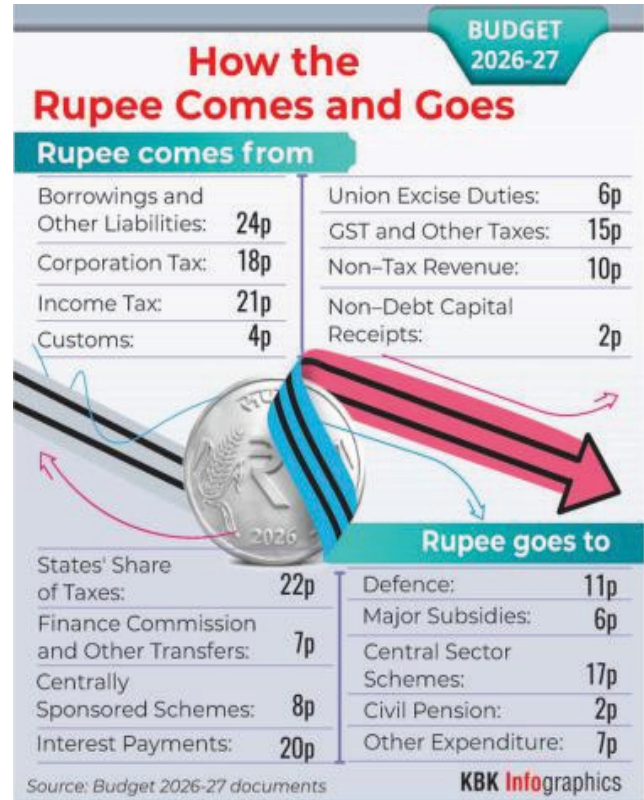 BUDGET
2026-27
How the
Rupee Comes and Goes
Rupee comes from
Borrowings and
Other Liabilities: 24p
Corporation Tax: 18p
Income Tax: 21p
Customs: 4p
Union Excise Duties: 6p
GST and Other Taxes: 15p
Non-Tax Revenue: 10p
Non-Debt Capital
Receipts: 2p
2026
Rupee goes to
States' Share
of Taxes: 22p
Finance Commission
and Other Transfers: 7p
Centrally
Sponsored Schemes: 8p
Interest Payments: 20p
Defence: 11p
Major Subsidies: 6p
Central Sector
Schemes: 17p
Civil Pension: 2p
Other Expenditure: 7p
Source: Budget 2026-27 documents
KBK Infographics